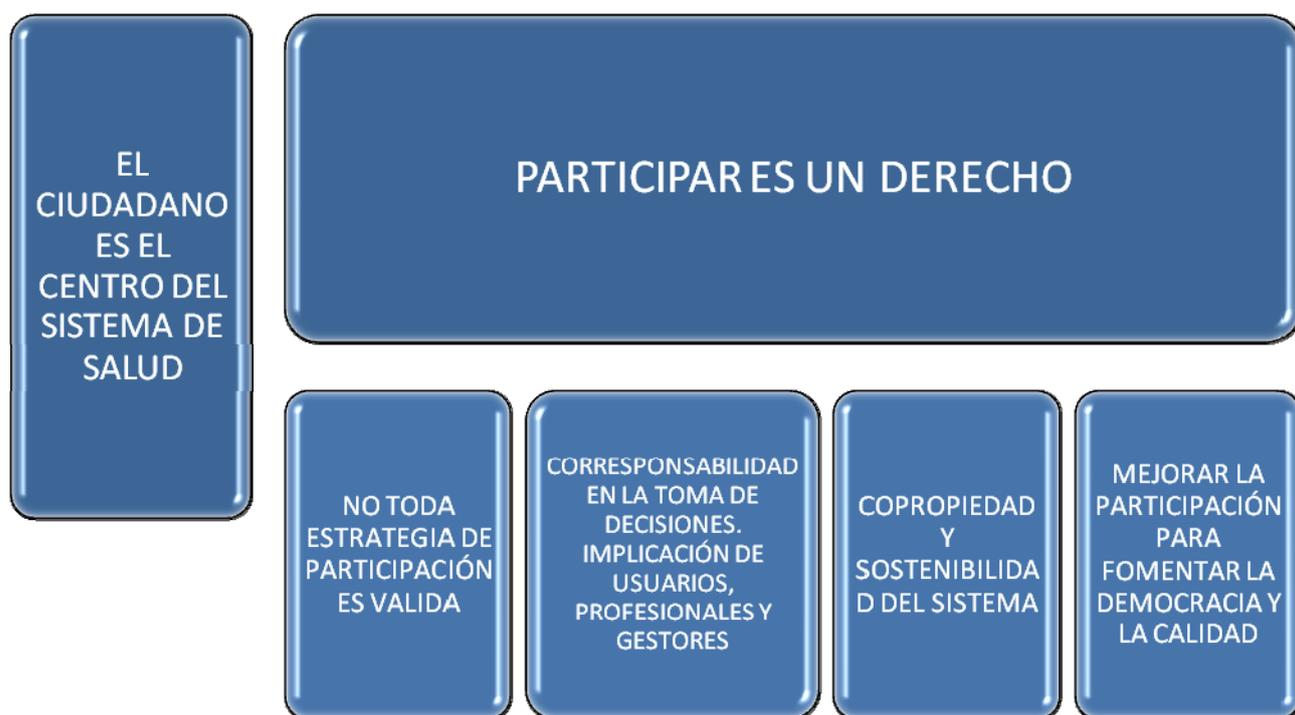 EL
CIUDADANO
ES EL
CENTRO DEL
SISTEMA DE
SALUD
PARTICIPAR ES UN DERECHO
NO TODA
ESTRATEGIA DE
PARTICIPACIÓN
ES VALIDA
CORRESPONSABILIDAD
EN LA TOMA DE
DECISIONES.
IMPLICACIÓN DE
USUARIOS,
PROFESIONALES Y
GESTORES
COPROPIEDAD
Y
SOSTENIBILIDA
D DEL SISTEMA
MEJORAR LA
PARTICIPACIÓN
PARA
FOMENTAR LA
DEMOCRACIA Y
LA CALIDAD